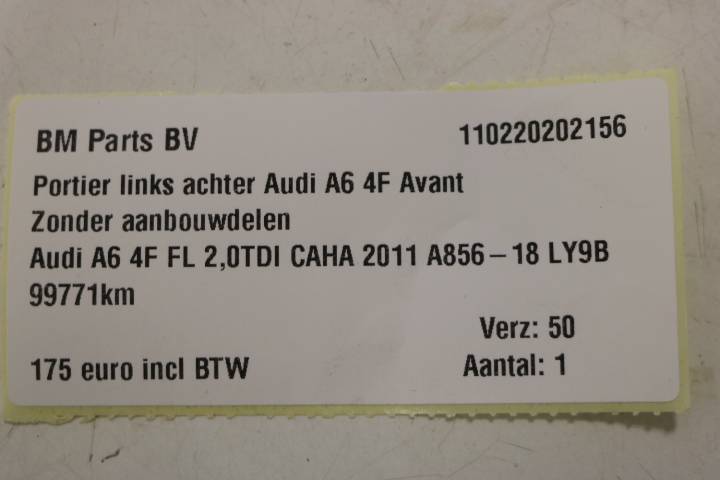 BM Parts BV 110220202156
Portier links achter Audi A6 4F Avant
Zonder aanbouwdelen
Audi A6 4F FL 2,0TDI CAHA 2011 A856-18 LY9B
99771km
Verz: 50
175 euro incl BTW Aantal: 1